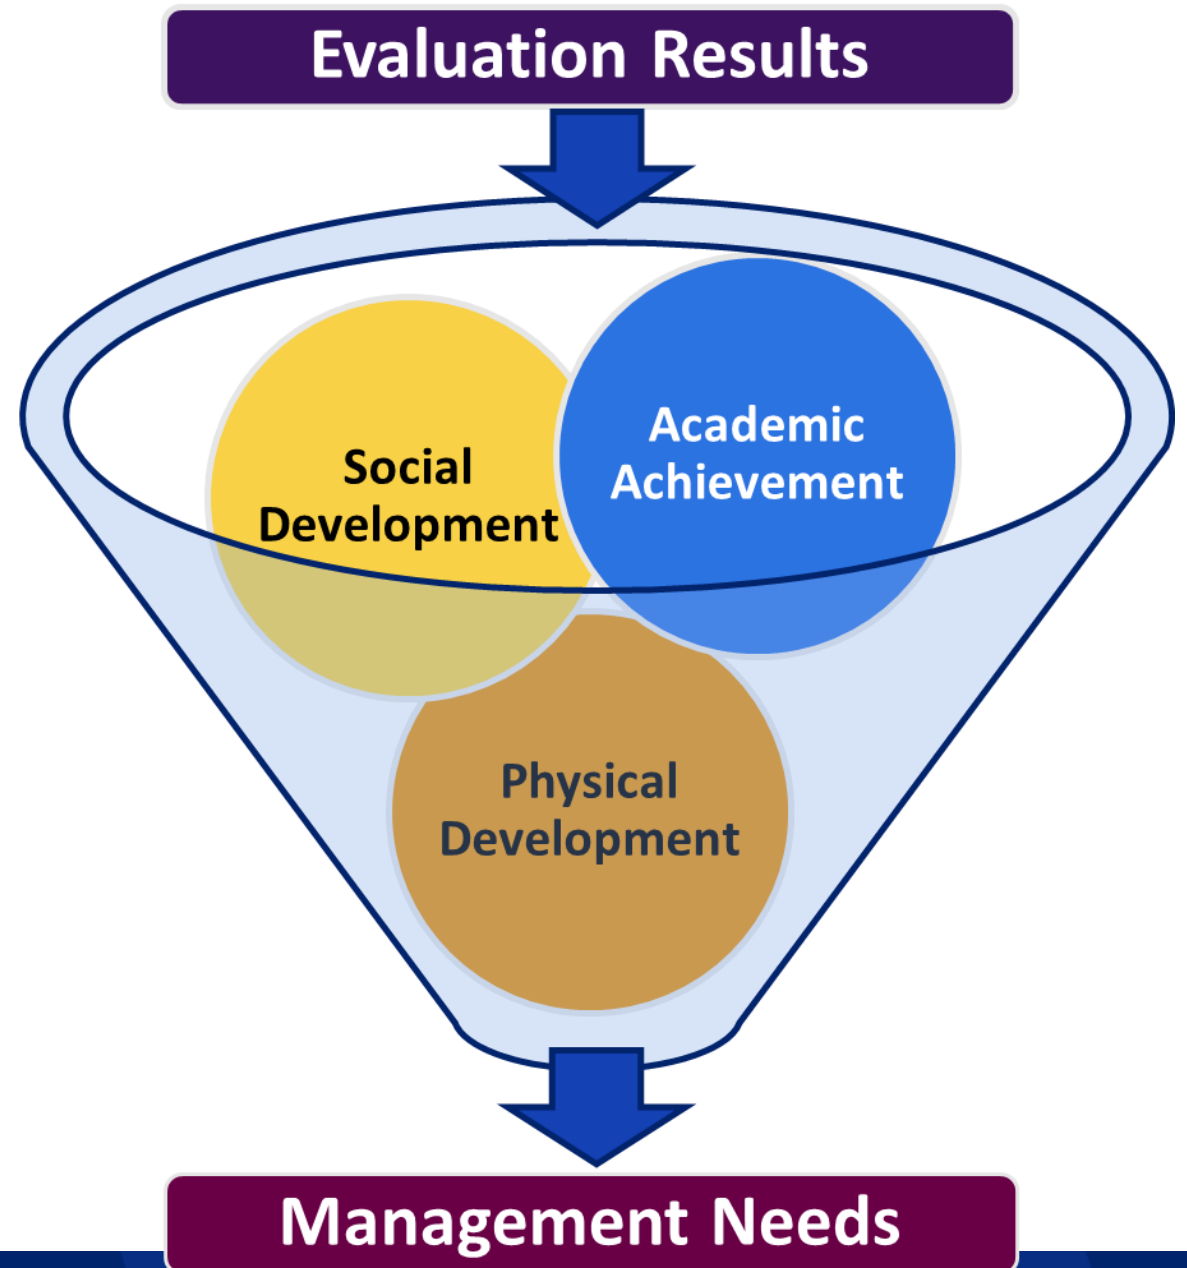 Evaluation Results
Academic
Achievement
Social
Development
Physical
Development
Management Needs